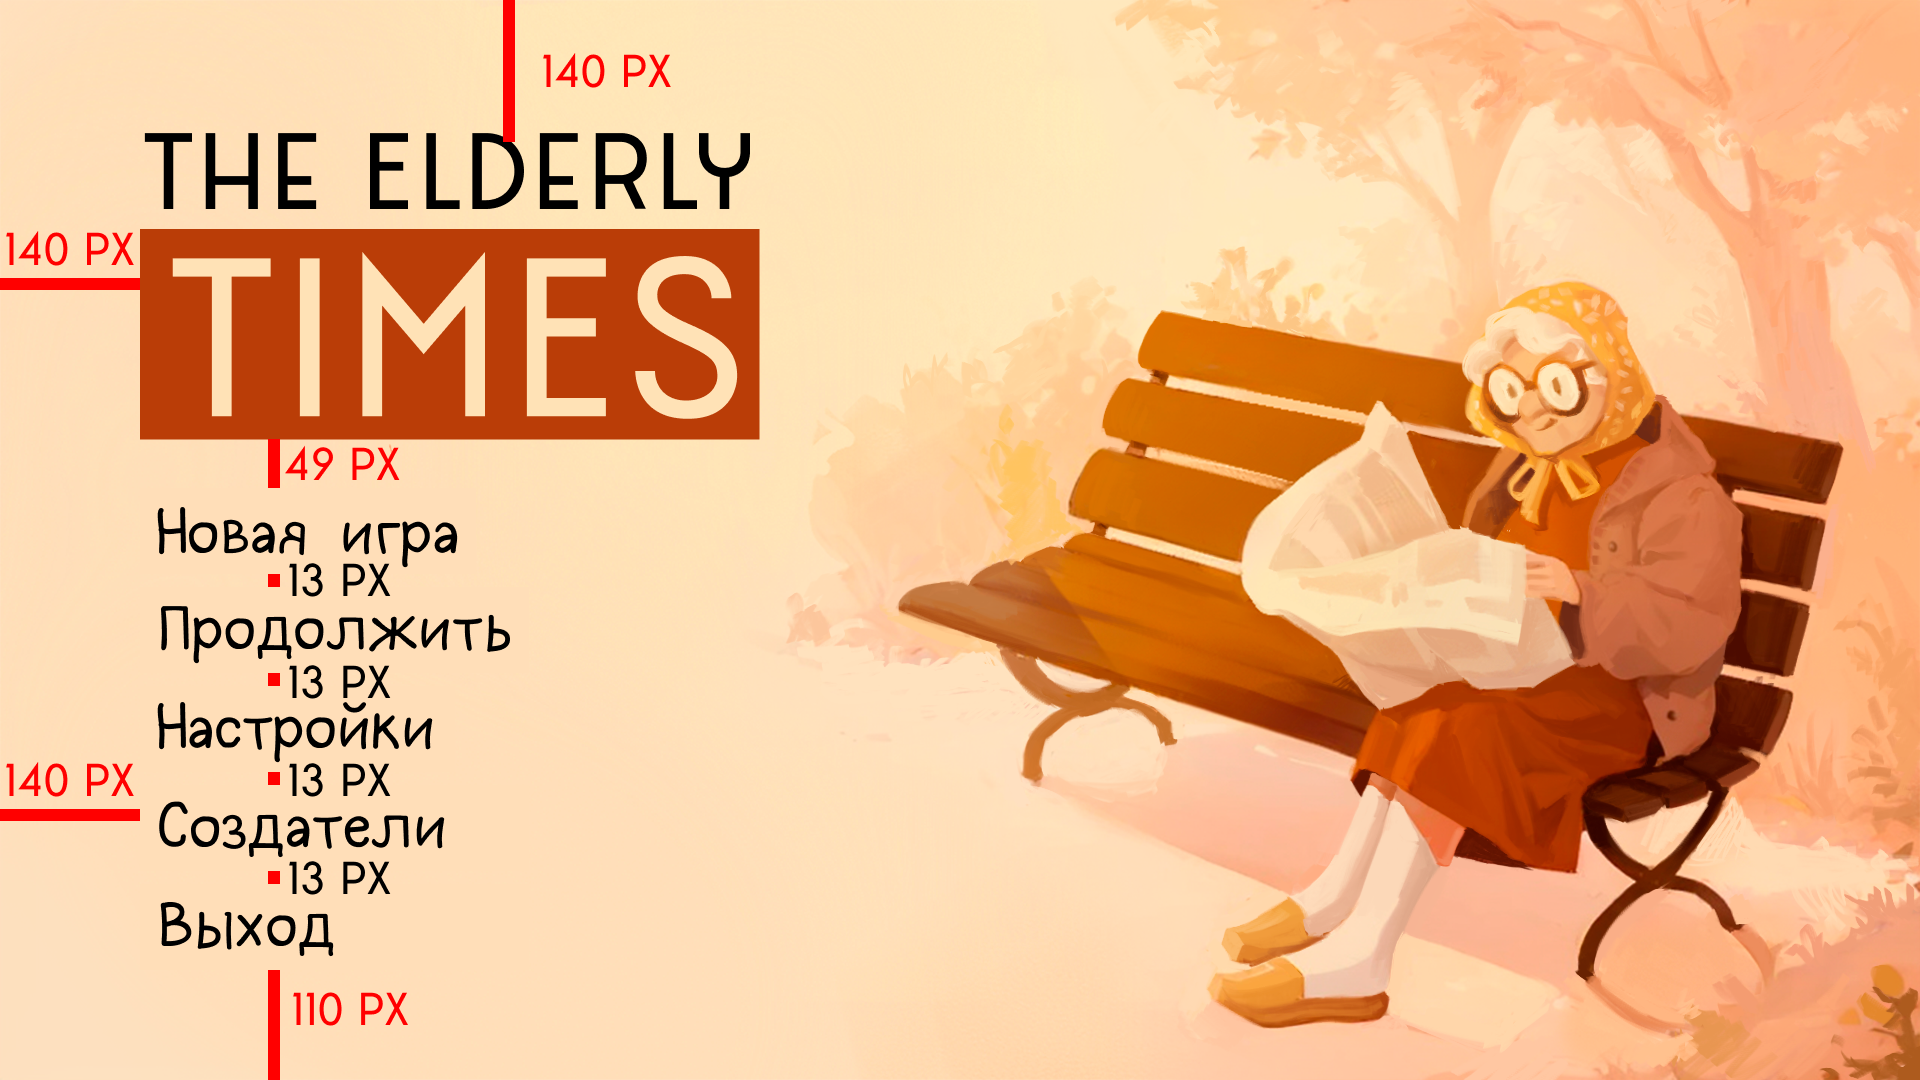 140 PX
THE ELDERLY
140 PX
TIMES
49 PX
Новая игра
13 PX
Продолжить
13 PX
Настройки
140 PX
13 PX
Создатели
13 PX
Выход
110 PX